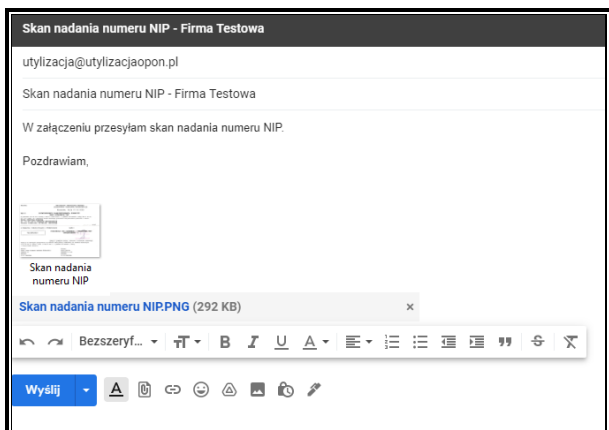 Skan nadania numeru NIP - Firma Testowa
utylizacja@utylizacjaopon.pl
Skan nadania numeru NIP - Firma Testowa
W załączeniu przesyłam skan nadania numeru NIP.
Pozdrawiam,
Skan nadania
numeru NIP
Skan nadania numeru NIP.PNG (292 KB) ×
Bezszeryf... B I U A
Wyślij A